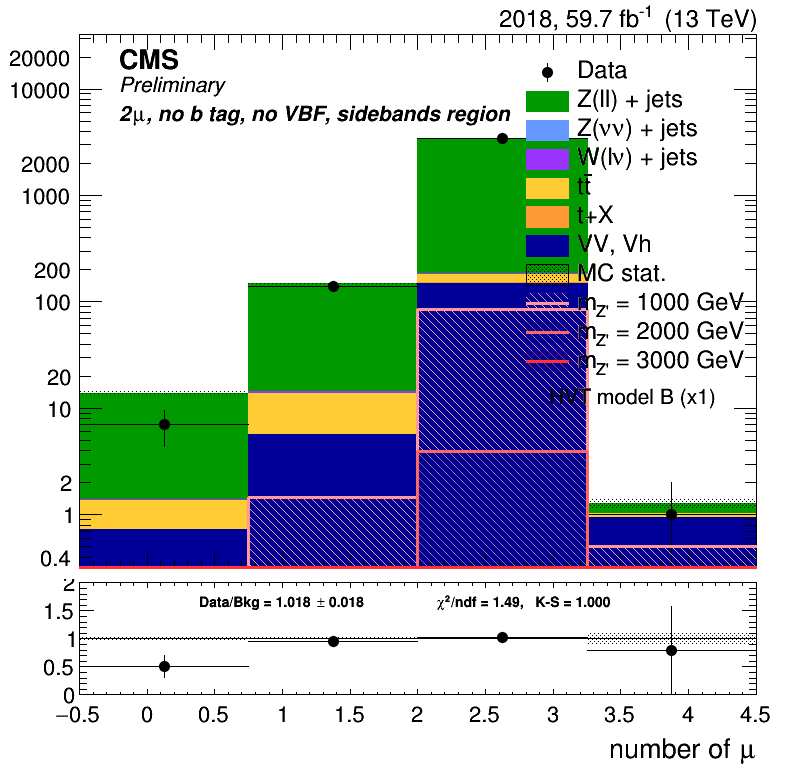 2018, 59.7 fb⁻¹ (13 TeV)
CMS
Preliminary
2μ, no b tag, no VBF, sidebands region
Data
Z(ll) + jets
Z(νν) + jets
W(lν) + jets
tt̄
t+X
VV, Vh
MC stat.
m_Z' = 1000 GeV
m_Z' = 2000 GeV
m_Z' = 3000 GeV
HVT model B (x1)
20000
10000
2000
1000
200
100
20
10
2
1
0.4
Data/Bkg = 1.018 ± 0.018
χ²/ndf = 1.49, K-S = 1.000
2
1.5
1
0.5
0
−0.5 0 0.5 1 1.5 2 2.5 3 3.5 4 4.5
number of μ